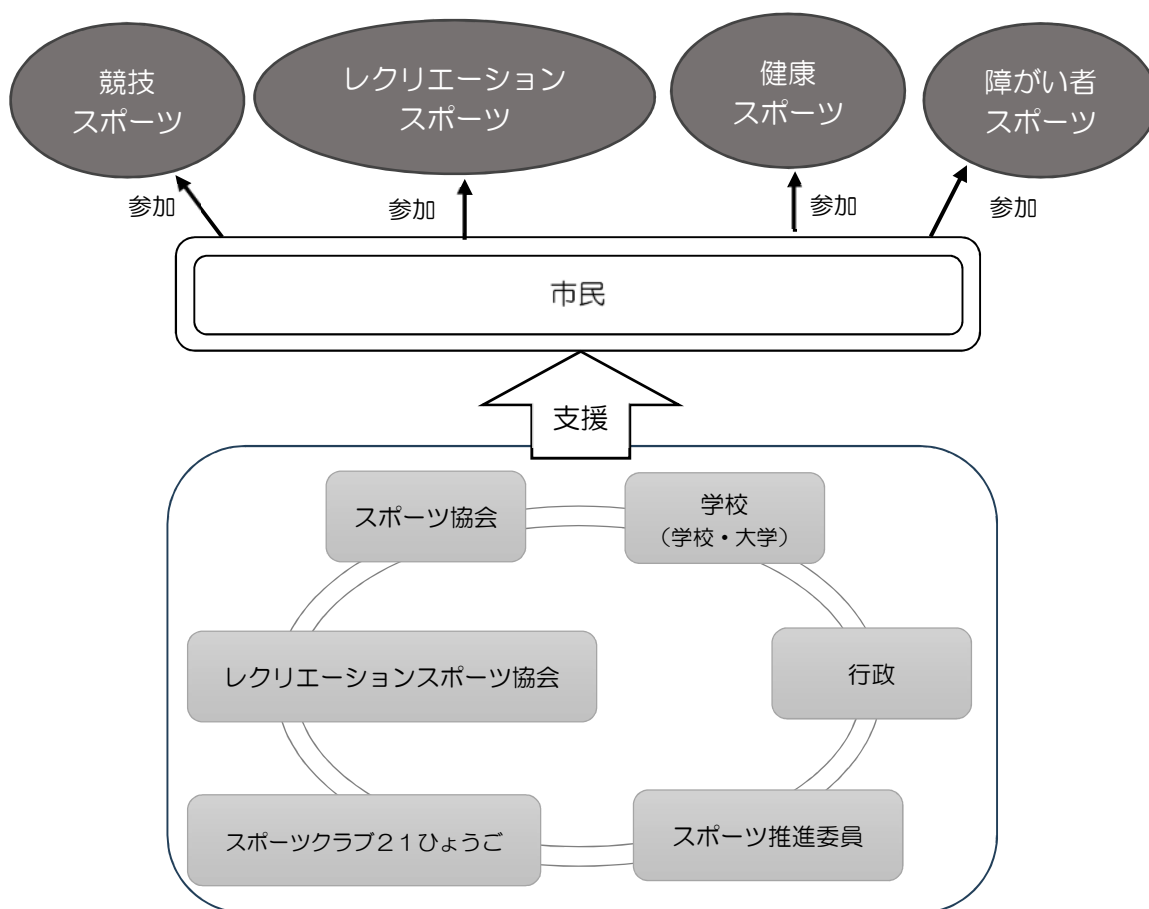 競技
スポーツ
レクリエーション
スポーツ
健康
スポーツ
障がい者
スポーツ
参加
参加
参加
参加
市民
支援
スポーツ協会
学校
（学校・大学）
レクリエーションスポーツ協会
行政
スポーツクラブ２１ひょうご
スポーツ推進委員